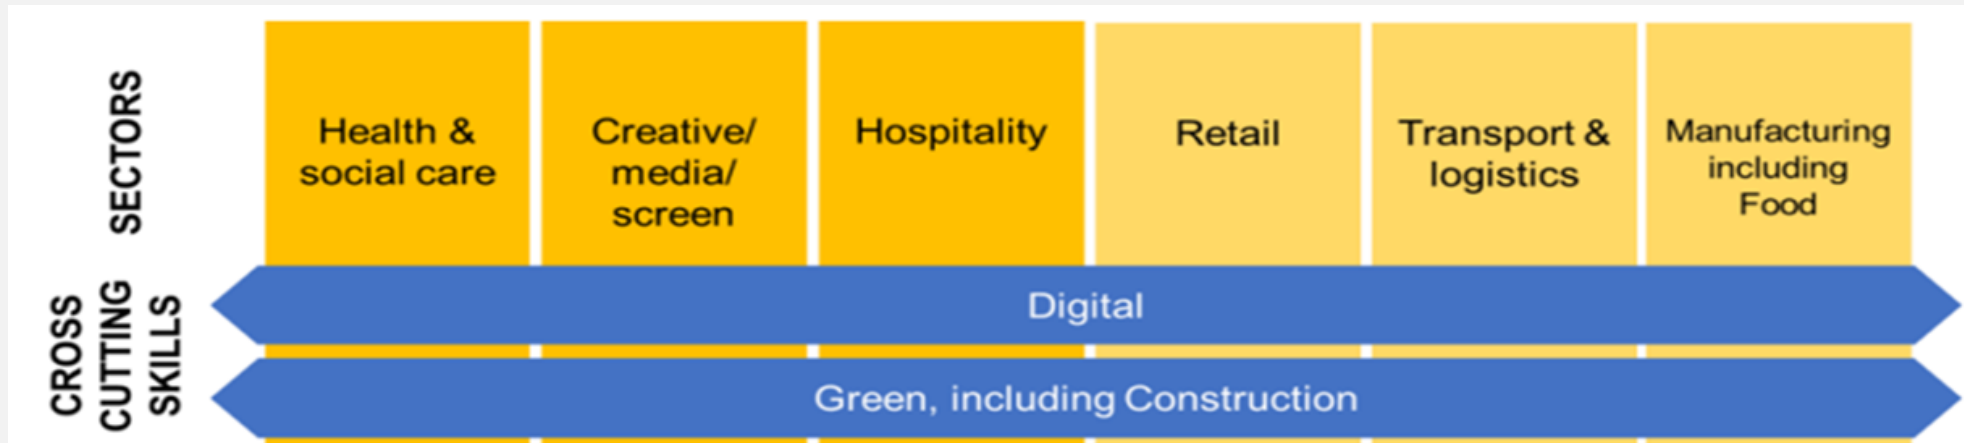 SECTORS
Health &
social care
Creative/
media/
screen
Hospitality
Retail
Transport &
logistics
Manufacturing
including
Food
CROSS
CUTTING
SKILLS
Digital
Green, including Construction